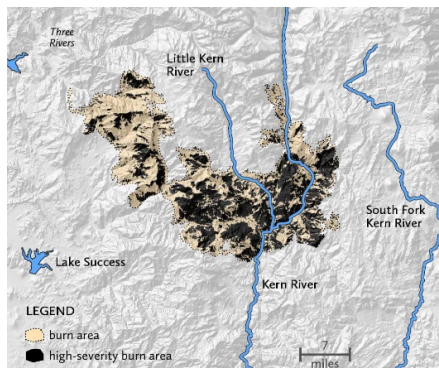 Three
Rivers
Little Kern
River
South Fork
Kern River
Lake Success
Kern River
LEGEND
burn area
high-severity burn area
7
miles